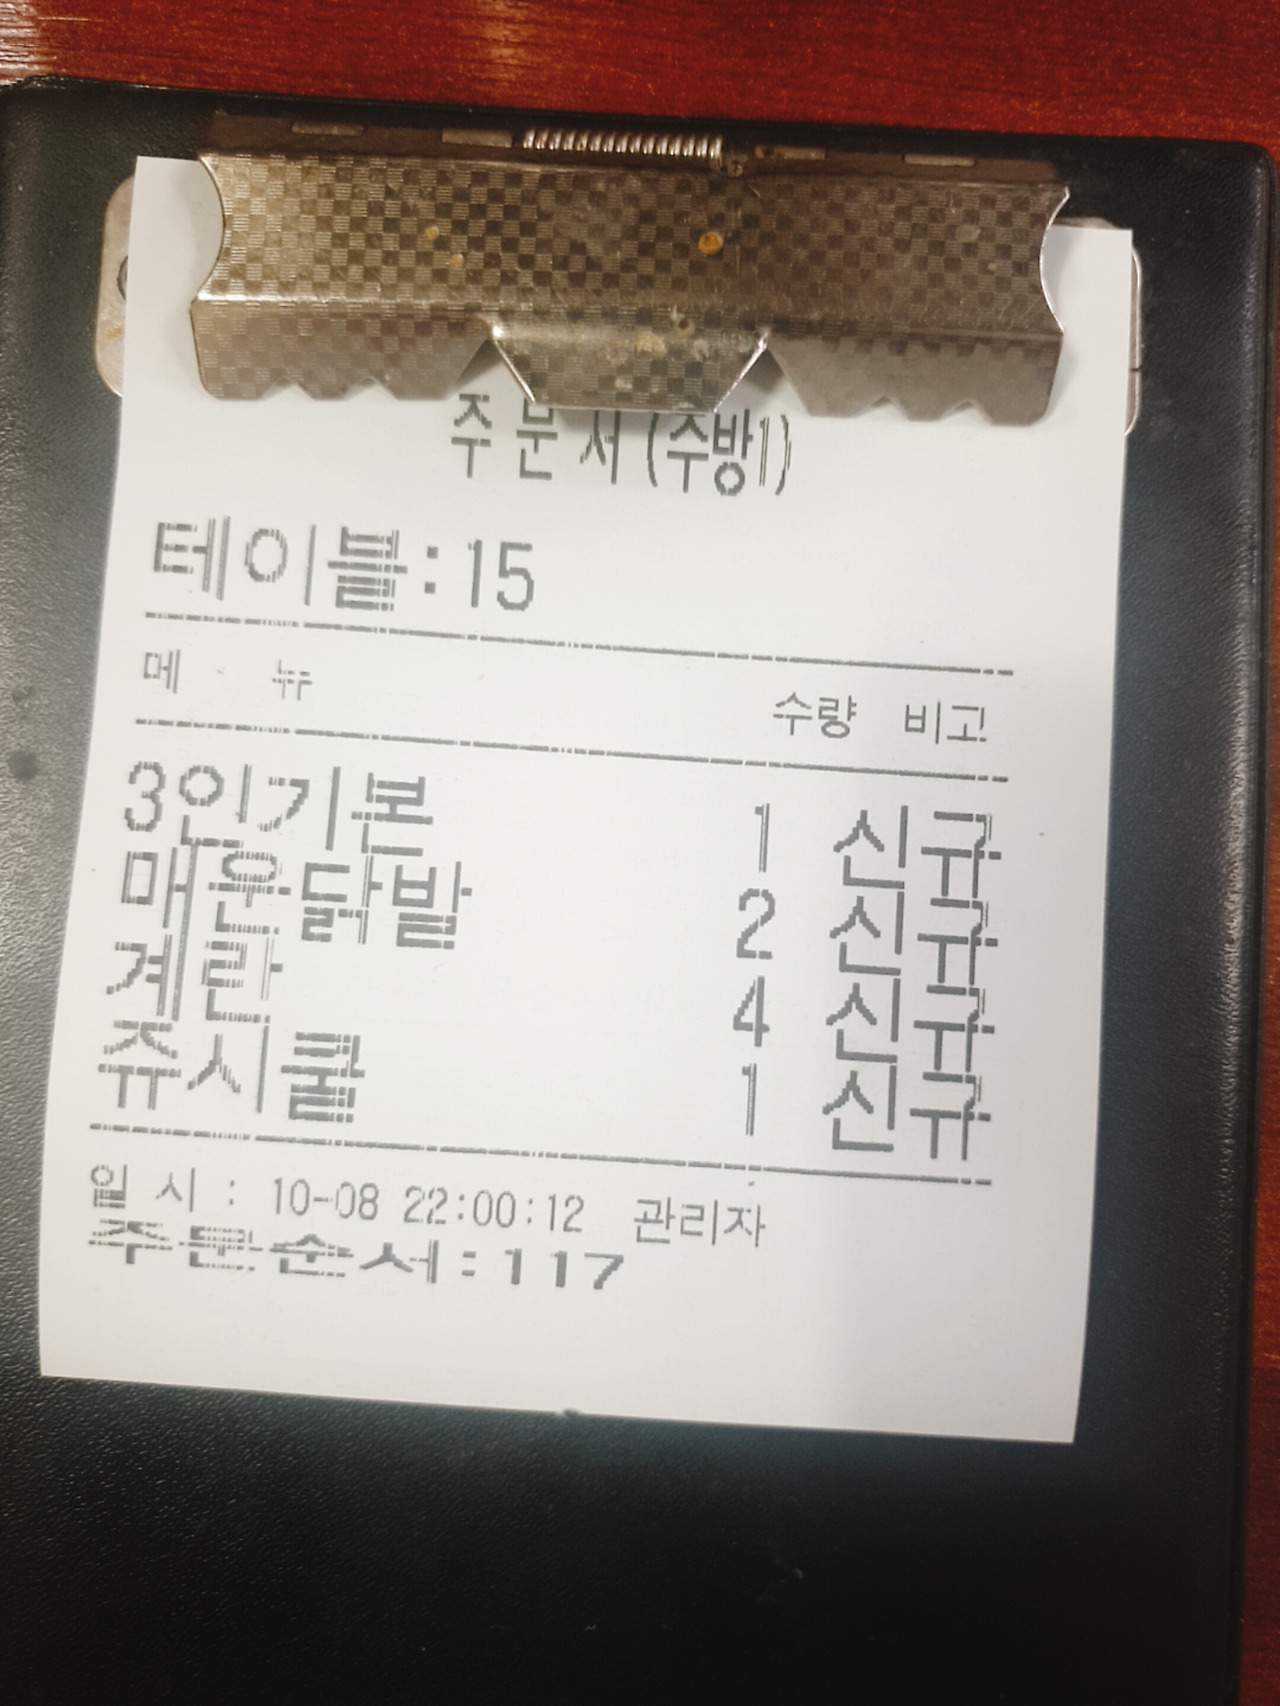 주 문 서(주방1)
테이블:15
메 뉴 수량 비고
3인기본 1 신규
매운닭발 2 신규
계란 4 신규
쥬시쿨 1 신규
일 시 : 10-08 22:00:12 관리자
주문순서:117